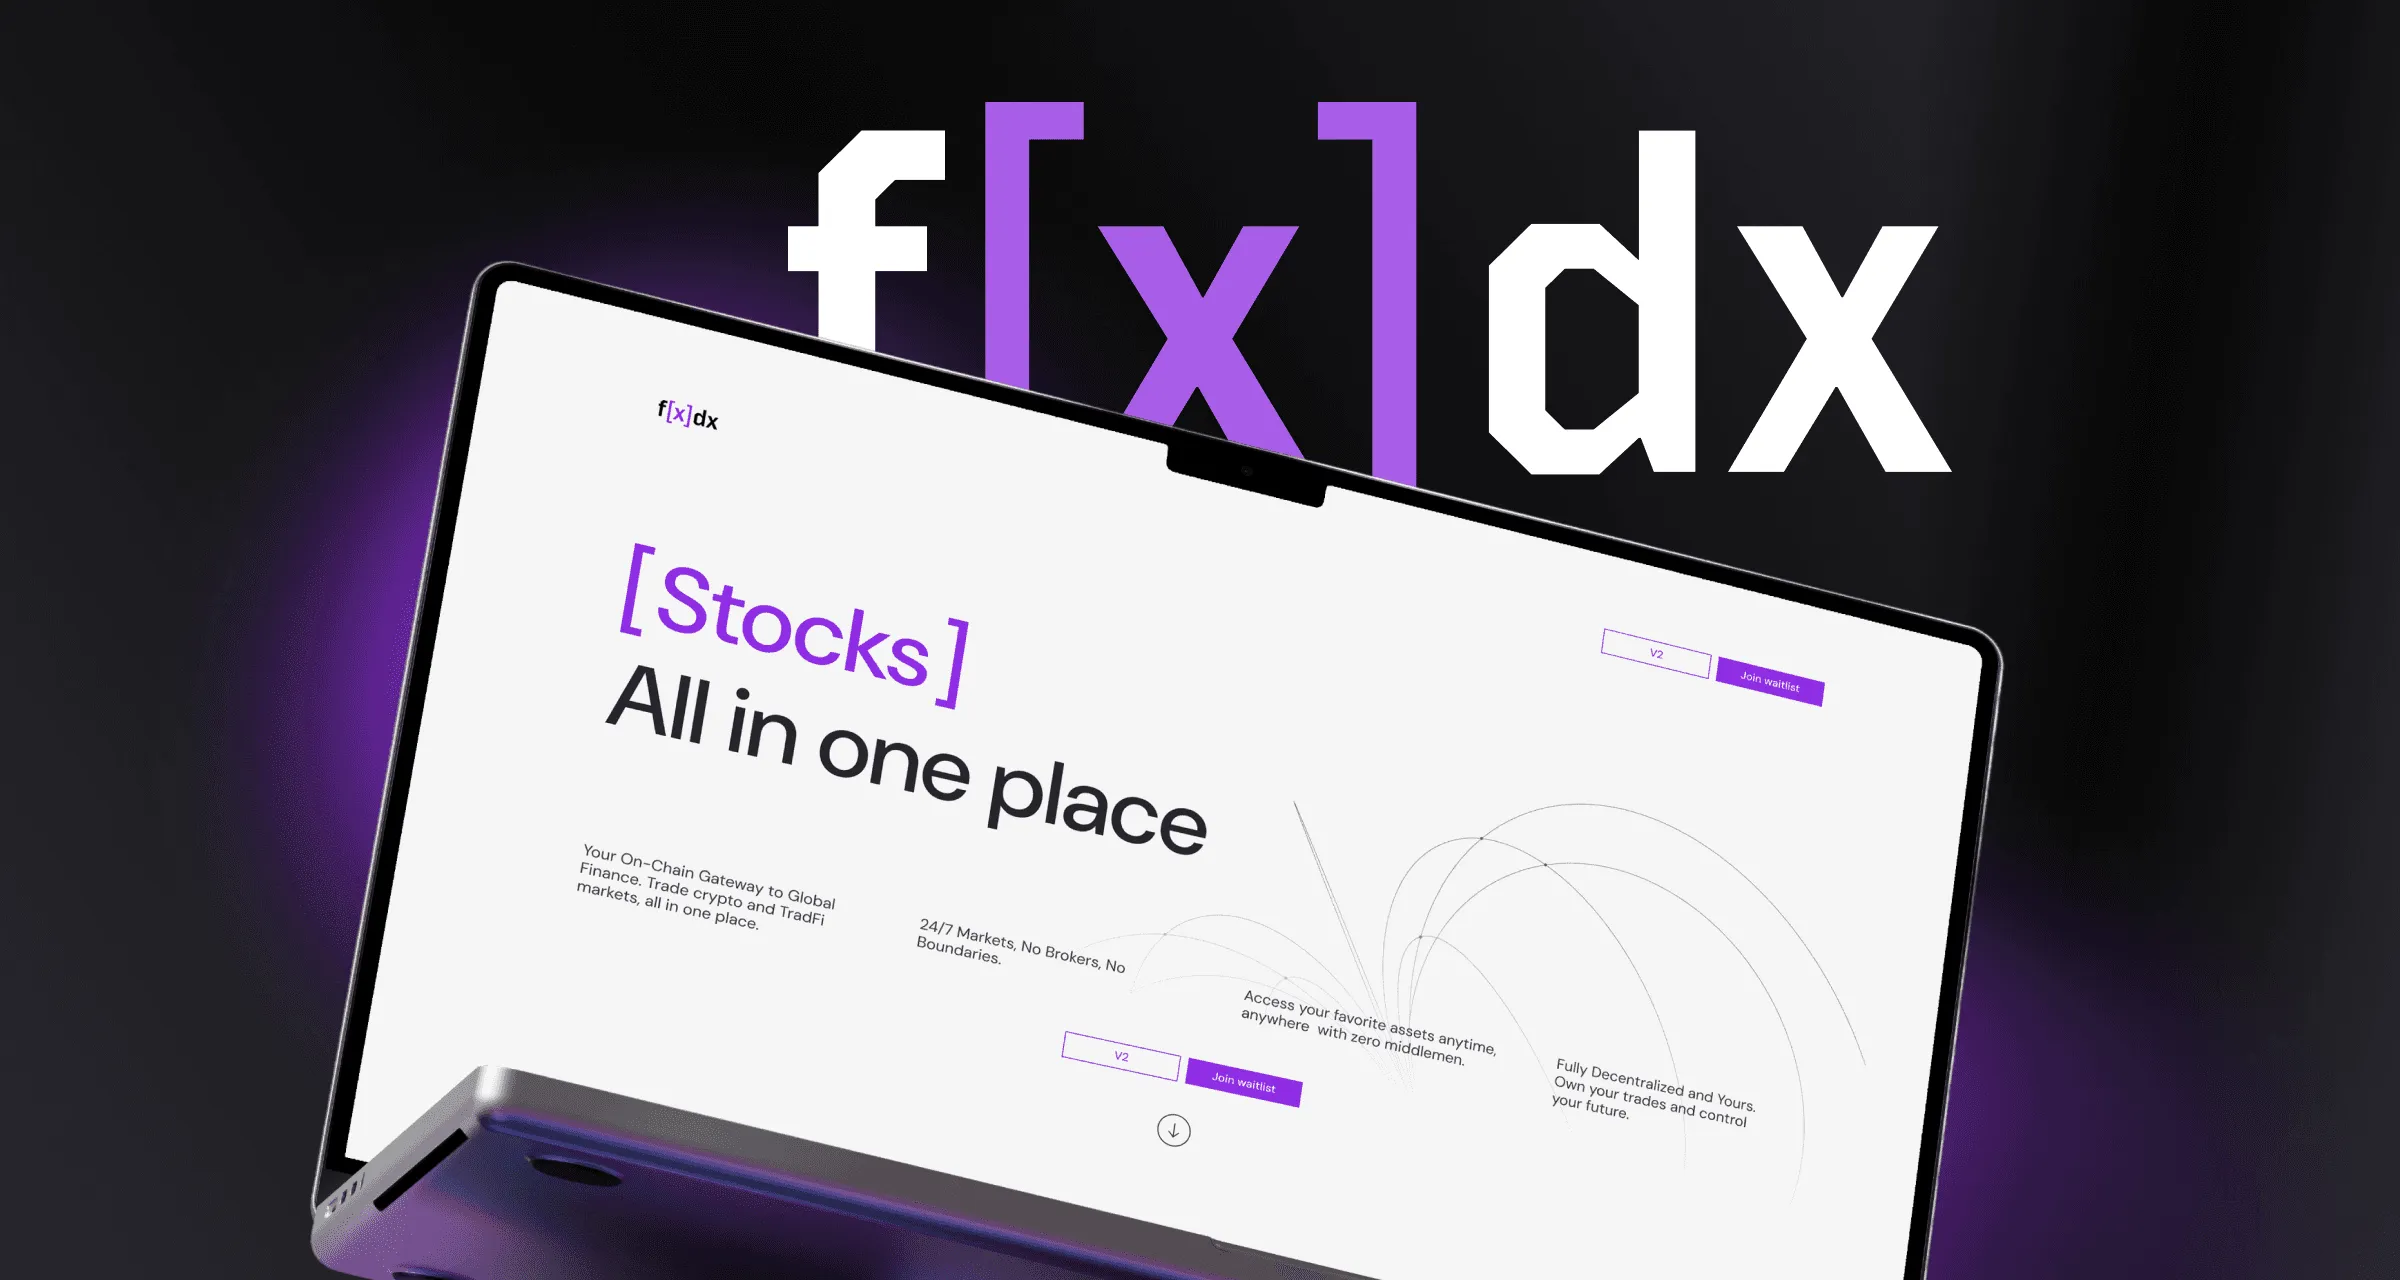 f[x]dx
f[x]dx
V2
Join waitlist
[Stocks]
All in one place
Your On-Chain Gateway to Global
Finance. Trade crypto and TradFi
markets, all in one place.
24/7 Markets, No Brokers, No
Boundaries.
Access your favorite assets anytime,
anywhere with zero middlemen.
Fully Decentralized and Yours.
Own your trades and control
your future.
V2
Join waitlist